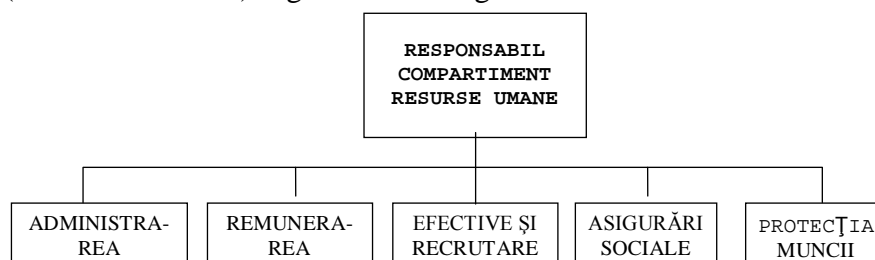 RESPONSABIL
COMPARTIMENT
RESURSE UMANE
ADMINISTRA-
REA
REMUNERA-
REA
EFECTIVE ŞI
RECRUTARE
ASIGURĂRI
SOCIALE
PROTECŢIA
MUNCII